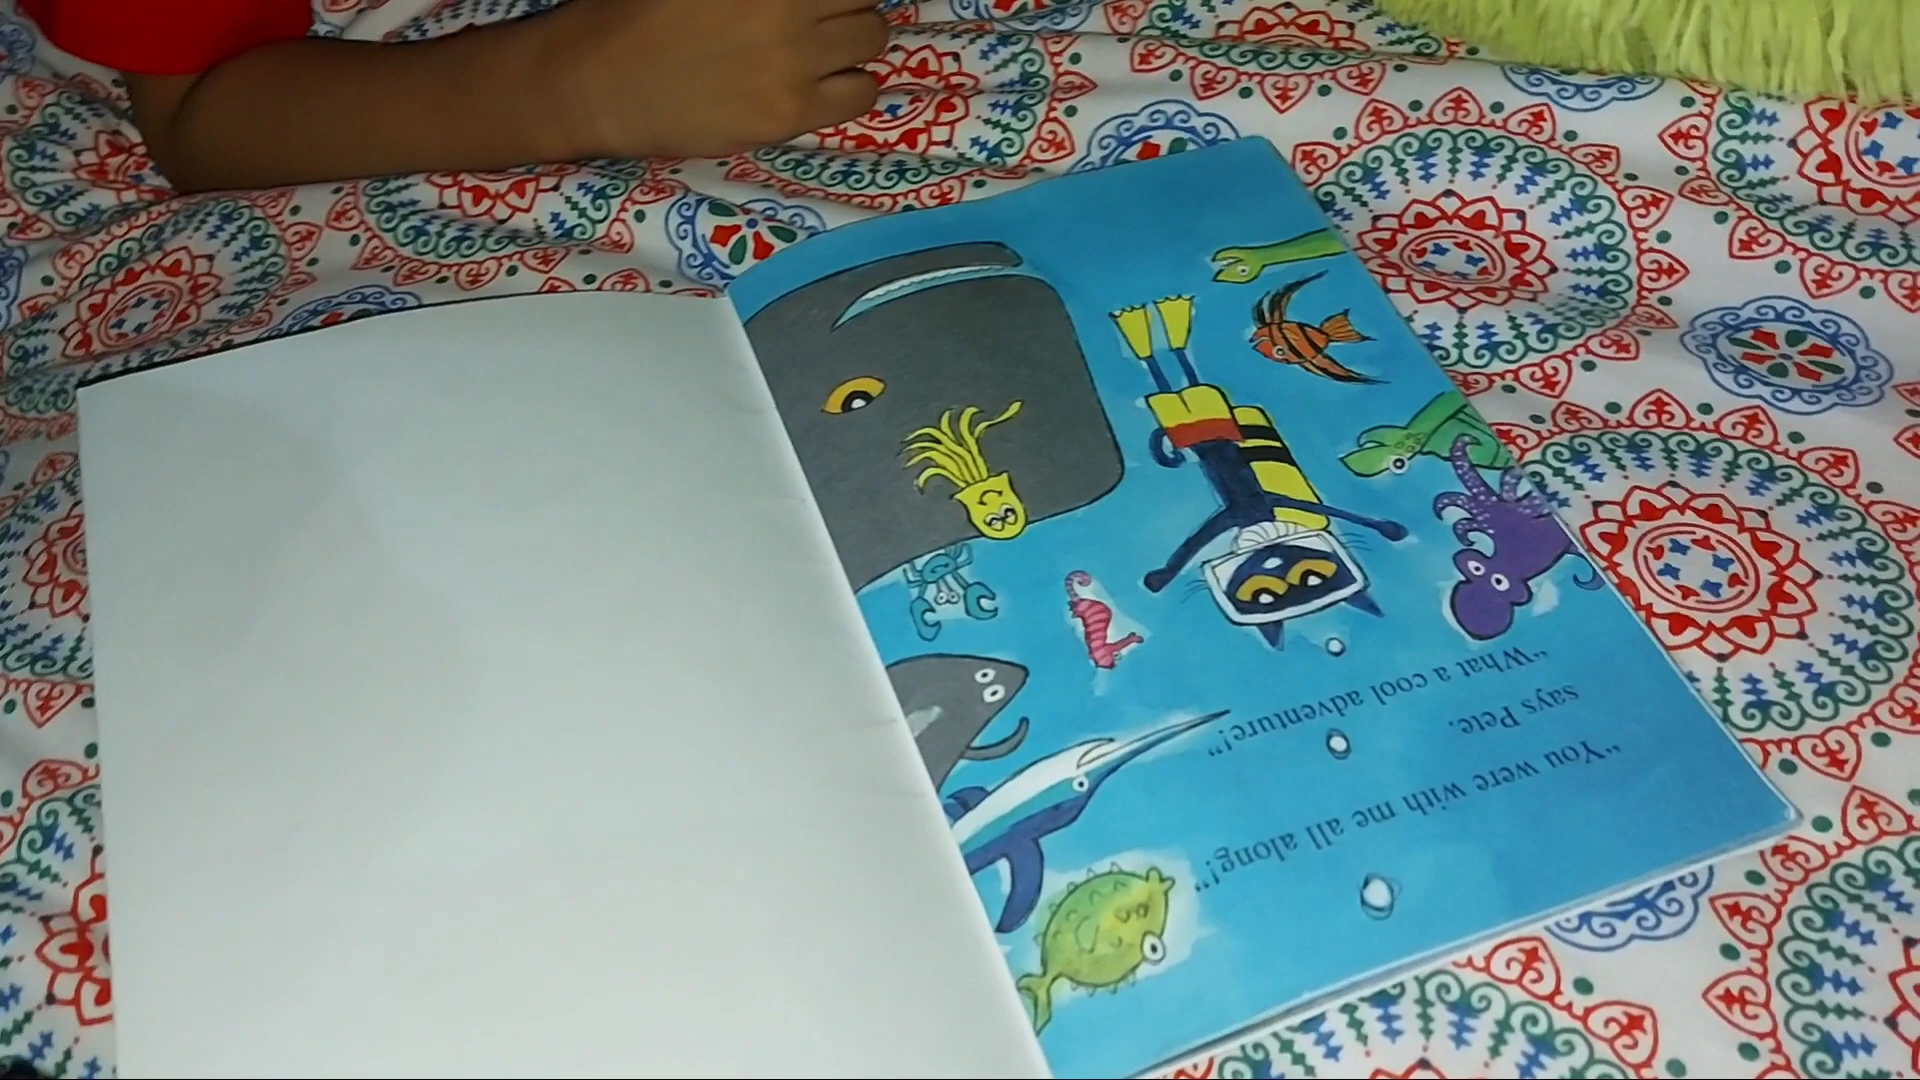 “You were with me all along!”
says Pete.
“What a cool adventure!”